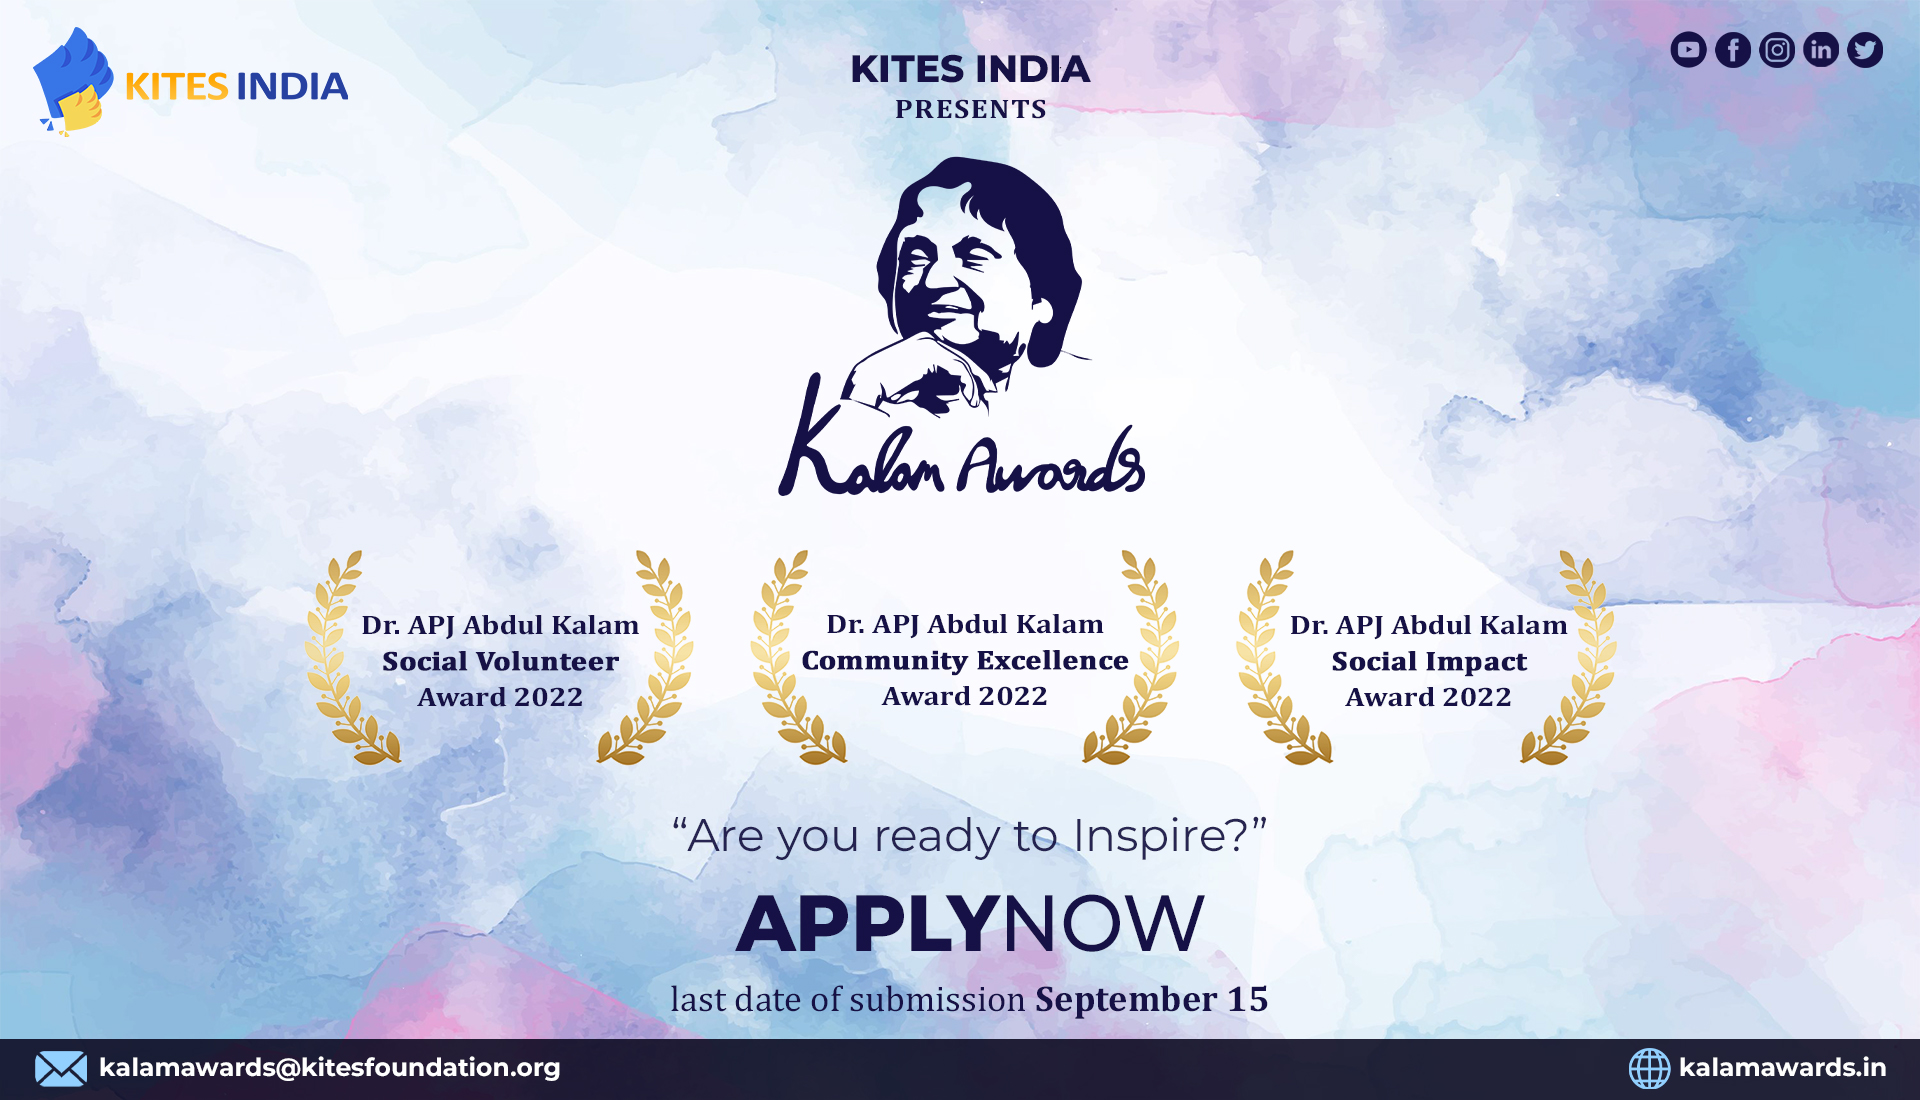 KITES INDIA
KITES INDIA
PRESENTS
Kalam Awards
Dr. APJ Abdul Kalam
Social Volunteer
Award 2022
Dr. APJ Abdul Kalam
Community Excellence
Award 2022
Dr. APJ Abdul Kalam
Social Impact
Award 2022
“Are you ready to Inspire?”
APPLYNOW
last date of submission September 15
kalamawards@kitesfoundation.org
kalamawards.in